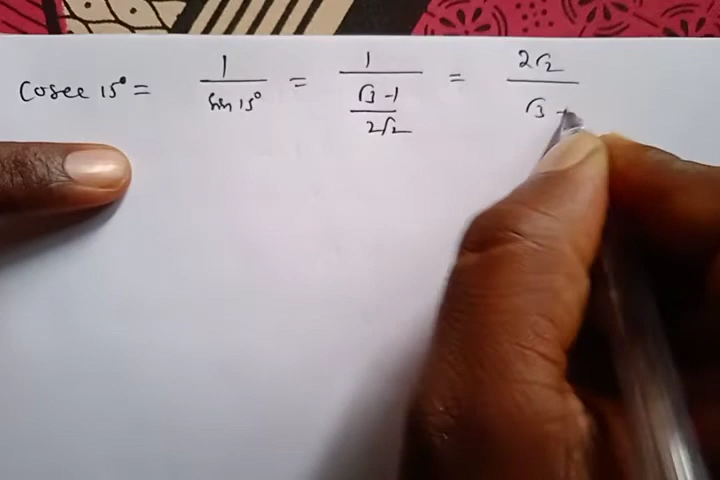 cosec 15° = 1/sin 15° = 1/((√3 - 1)/2√2) = 2√2/(√3 -